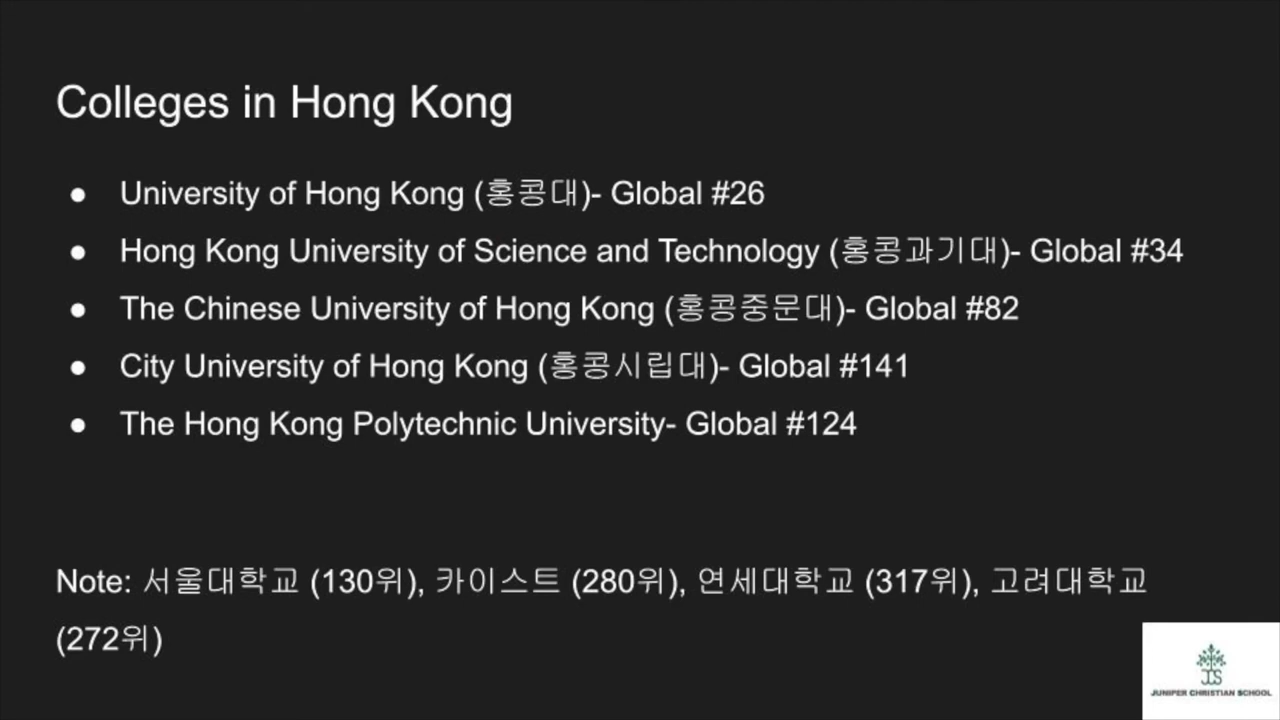 Colleges in Hong Kong
● University of Hong Kong (홍콩대)- Global #26
● Hong Kong University of Science and Technology (홍콩과기대)- Global #34
● The Chinese University of Hong Kong (홍콩중문대)- Global #82
● City University of Hong Kong (홍콩시립대)- Global #141
● The Hong Kong Polytechnic University- Global #124
Note: 서울대학교 (130위), 카이스트 (280위), 연세대학교 (317위), 고려대학교
(272위)
JCS
JUNIPER CHRISTIAN SCHOOL